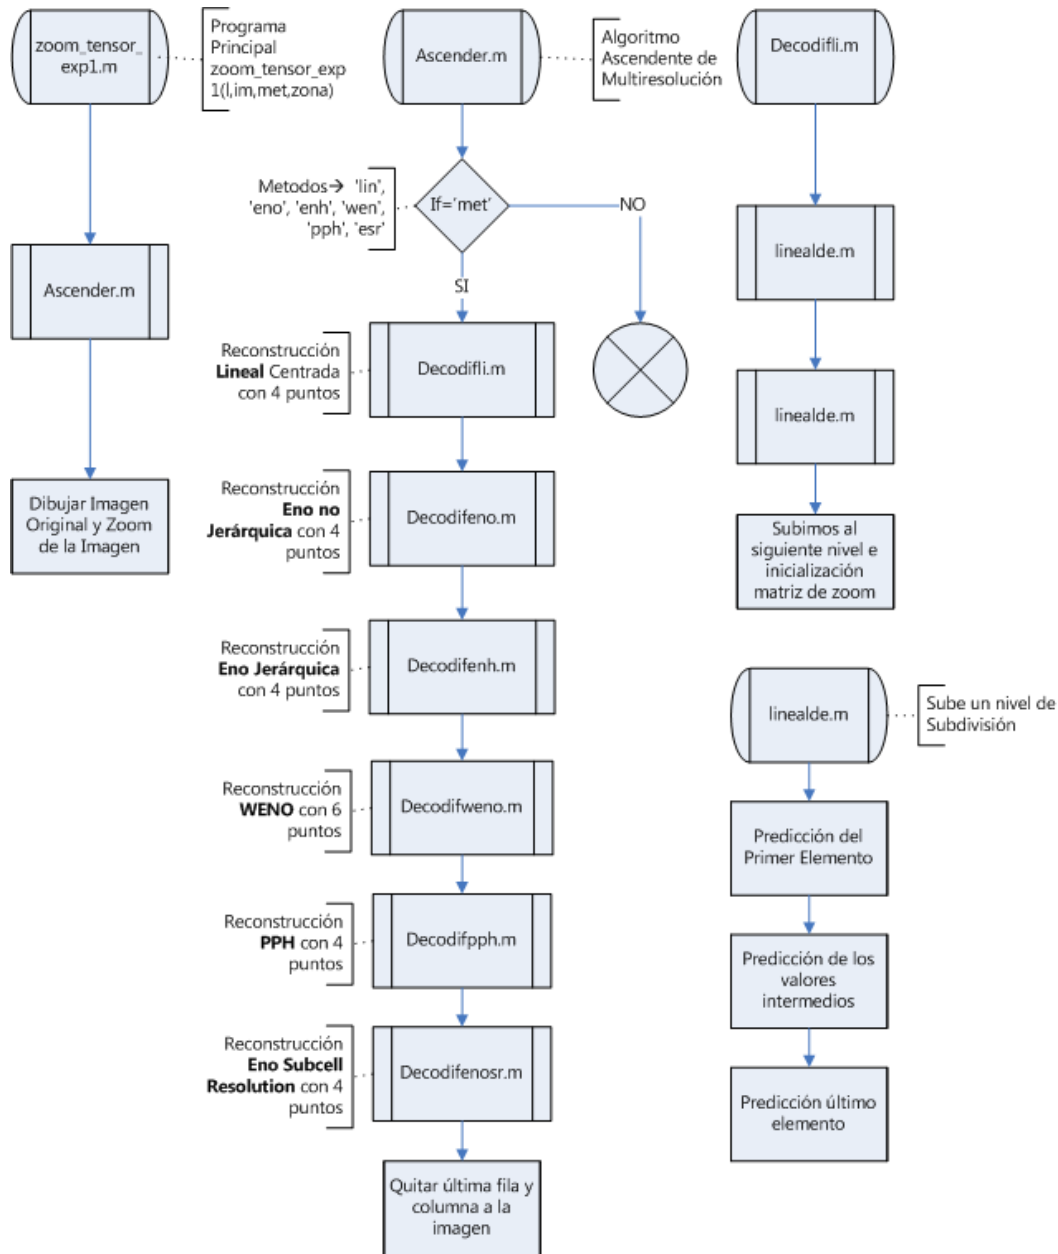 zoom_tensor_
exp1.m
Programa
Principal
zoom_tensor_exp
1(l,im,met,zona)
Ascender.m
Dibujar Imagen
Original y Zoom
de la Imagen
Ascender.m
Algoritmo
Ascendente de
Multiresolución
Metodos→ 'lin',
'eno', 'enh', 'wen',
'pph', 'esr'
If='met'
NO
SI
Reconstrucción
Lineal Centrada
con 4 puntos
Decodifli.m
Reconstrucción
Eno no
Jerárquica con 4
puntos
Decodifeno.m
Reconstrucción
Eno Jerárquica
con 4 puntos
Decodifenh.m
Reconstrucción
WENO con 6
puntos
Decodifweno.m
Reconstrucción
PPH con 4
puntos
Decodifpph.m
Reconstrucción
Eno Subcell
Resolution con 4
puntos
Decodifenosr.m
Quitar última fila y
columna a la
imagen
Decodifli.m
linealde.m
linealde.m
Subimos al
siguiente nivel e
inicialización
matriz de zoom
linealde.m
Sube un nivel de
Subdivisión
Predicción del
Primer Elemento
Predicción de los
valores
intermedios
Predicción último
elemento